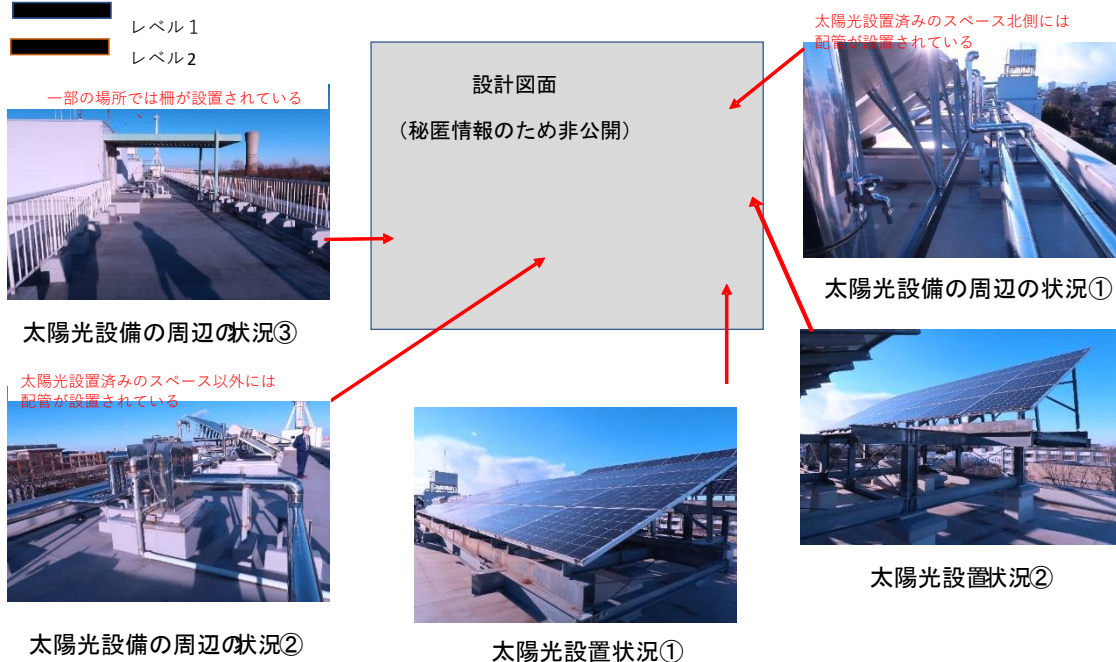 レベル1
レベル2
一部の場所では柵が設置されている
太陽光設備の周辺の状況③
太陽光設置済みのスペース以外には
配管が設置されている
太陽光設備の周辺の状況②
設計図面
（秘匿情報のため非公開）
太陽光設置状況①
太陽光設置済みのスペース北側には
配管が設置されている
太陽光設備の周辺の状況①
太陽光設置状況②